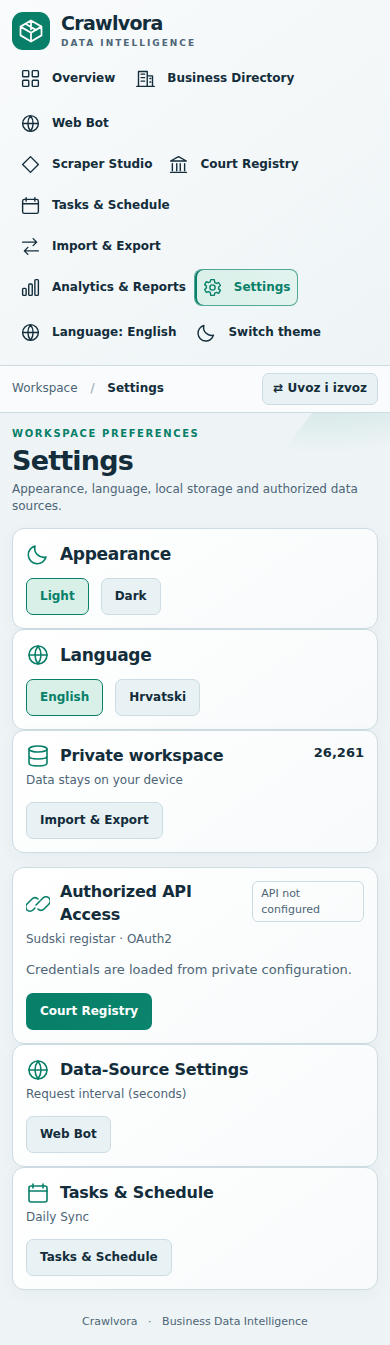 Crawlvora
DATA INTELLIGENCE
Overview
Business Directory
Web Bot
Scraper Studio
Court Registry
Tasks & Schedule
Import & Export
Analytics & Reports
Settings
Language: English
Switch theme
Workspace / Settings
⇄ Uvoz i izvoz
WORKSPACE PREFERENCES
Settings
Appearance, language, local storage and authorized data
sources.
Appearance
Light
Dark
Language
English
Hrvatski
Private workspace
26,261
Data stays on your device
Import & Export
Authorized API
Access
API not
configured
Sudski registar · OAuth2
Credentials are loaded from private configuration.
Court Registry
Data-Source Settings
Request interval (seconds)
Web Bot
Tasks & Schedule
Daily Sync
Tasks & Schedule
Crawlvora · Business Data Intelligence